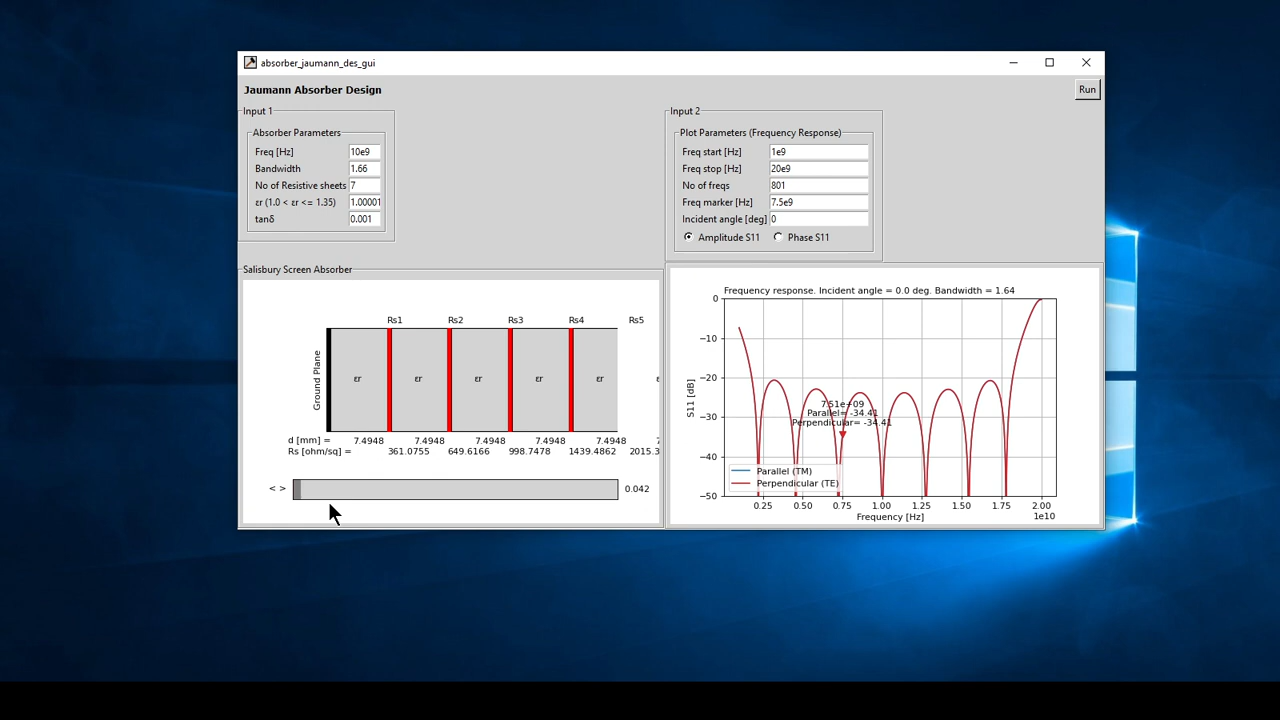 absorber_jaumann_des_gui
Jaumann Absorber Design
Run
Input 1
Absorber Parameters
Freq [Hz] 10e9
Bandwidth 1.66
No of Resistive sheets 7
εr (1.0 < εr <= 1.35) 1.00001
tanδ 0.001
Input 2
Plot Parameters (Frequency Response)
Freq start [Hz] 1e9
Freq stop [Hz] 20e9
No of freqs 801
Freq marker [Hz] 7.5e9
Incident angle [deg] 0
Amplitude S11 Phase S11
Salisbury Screen Absorber
Rs1 Rs2 Rs3 Rs4 Rs5
Ground Plane
εr εr εr εr εr
d [mm] = 7.4948 7.4948 7.4948 7.4948 7.4948
Rs [ohm/sq] = 361.0755 649.6166 998.7478 1439.4862 2015.3
< > 0.042
Frequency response. Incident angle = 0.0 deg. Bandwidth = 1.64
S11 [dB]
0
−10
−20
−30
−40
−50
7.51e+09
Parallel= -34.41
Perpendicular= -34.41
Parallel (TM)
Perpendicular (TE)
0.25 0.50 0.75 1.00 1.25 1.50 1.75 2.00
Frequency [Hz]
1e10